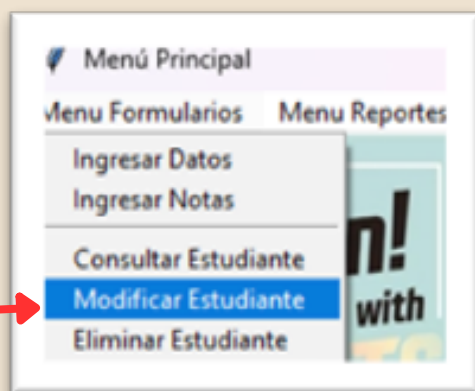 Menú Principal
Menu Formularios Menu Reportes
Ingresar Datos
Ingresar Notas
Consultar Estudiante
Modificar Estudiante
Eliminar Estudiante
n!
with